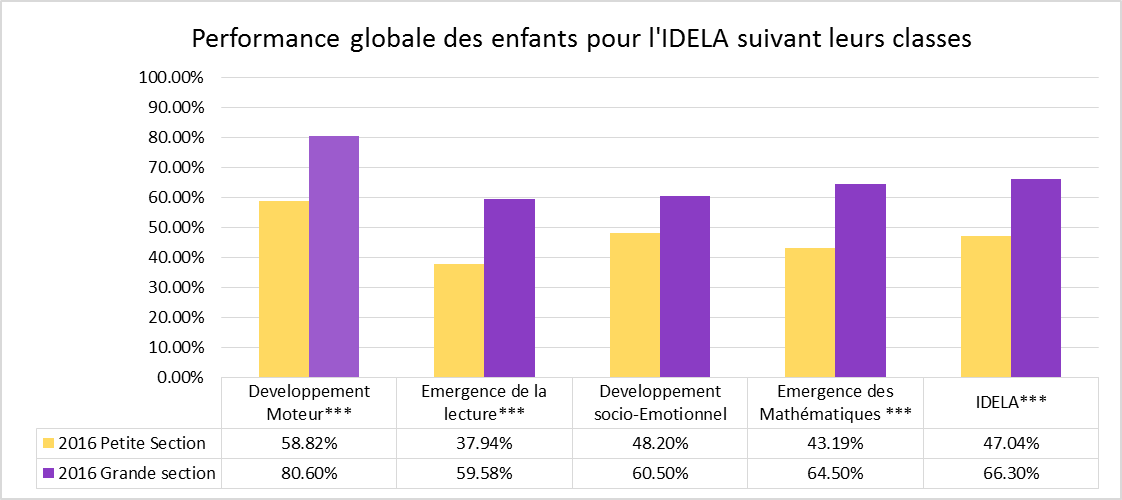 Performance globale des enfants pour l'IDELA suivant leurs classes
100.00%
90.00%
80.00%
70.00%
60.00%
50.00%
40.00%
30.00%
20.00%
10.00%
0.00%
Developpement Moteur***
Emergence de la lecture***
Developpement socio-Emotionnel
Emergence des Mathématiques ***
IDELA***
2016 Petite Section 58.82% 37.94% 48.20% 43.19% 47.04%
2016 Grande section 80.60% 59.58% 60.50% 64.50% 66.30%